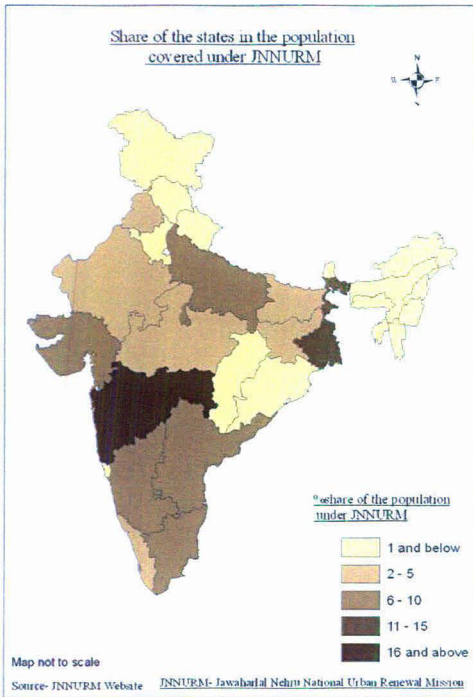 Share of the states in the population
covered under JNNURM
N
W E
% share of the population
under JNNURM
1 and below
2 - 5
6 - 10
11 - 15
16 and above
Map not to scale
Source- JNNURM Website JNNURM- Jawaharlal Nehru National Urban Renewal Mission